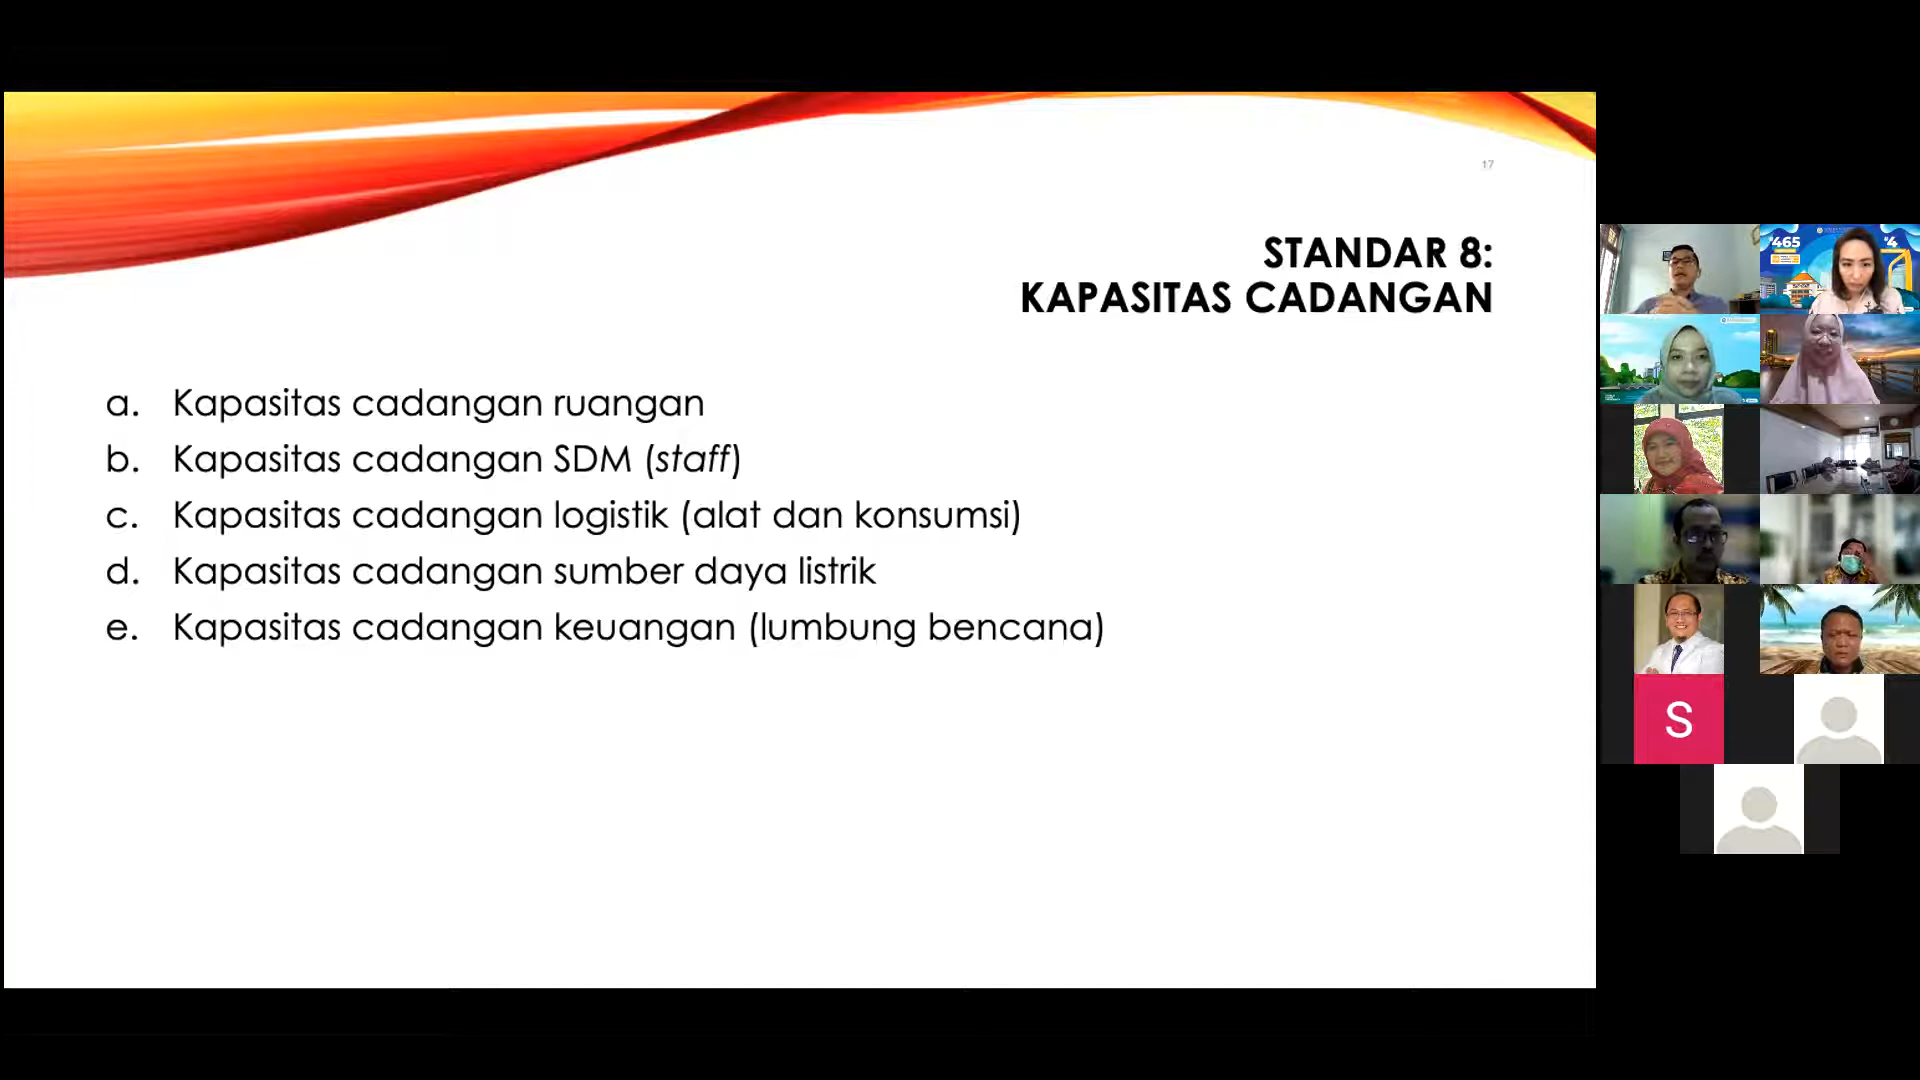 17
STANDAR 8:
KAPASITAS CADANGAN
a. Kapasitas cadangan ruangan
b. Kapasitas cadangan SDM (staff)
c. Kapasitas cadangan logistik (alat dan konsumsi)
d. Kapasitas cadangan sumber daya listrik
e. Kapasitas cadangan keuangan (lumbung bencana)
465
#4
S